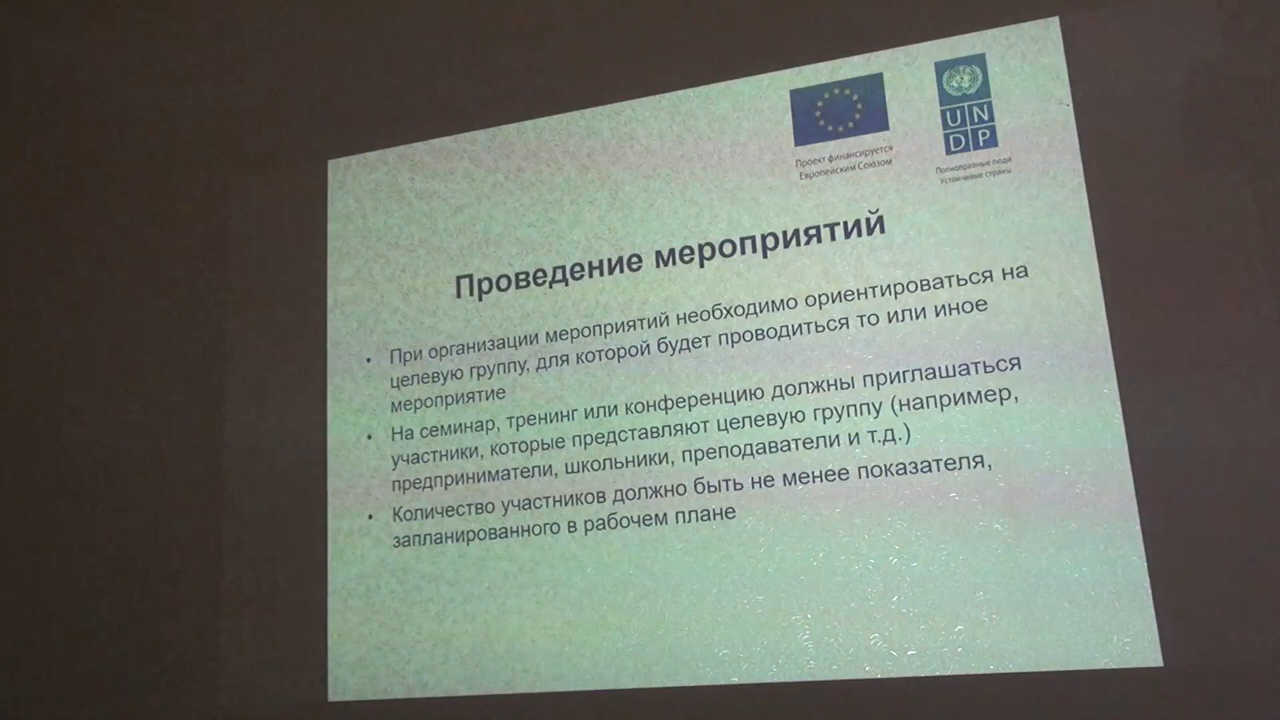 Проект финансируется
Европейским Союзом
UN
DP
Полноправные люди.
Устойчивые страны.
Проведение мероприятий
• При организации мероприятий необходимо ориентироваться на
целевую группу, для которой будет проводиться то или иное
мероприятие
• На семинар, тренинг или конференцию должны приглашаться
участники, которые представляют целевую группу (например,
предприниматели, школьники, преподаватели и т.д.)
• Количество участников должно быть не менее показателя,
запланированного в рабочем плане